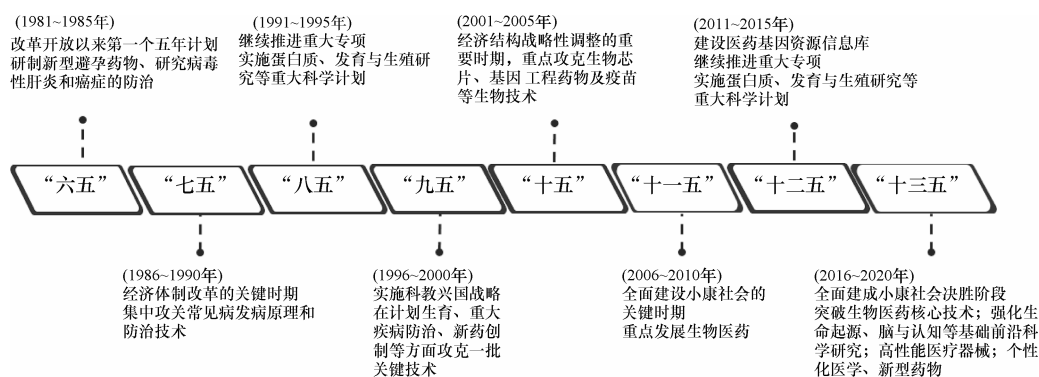 (1981~1985年)
改革开放以来第一个五年计划
研制新型避孕药物、研究病毒
性肝炎和癌症的防治
(1991~1995年)
继续推进重大专项
实施蛋白质、发育与生殖研
究等重大科学计划
(2001~2005年)
经济结构战略性调整的重
要时期，重点攻克生物芯
片、基因 工程药物及疫苗
等生物技术
(2011~2015年)
建设医药基因资源信息库
继续推进重大专项
实施蛋白质、发育与生殖研究等
重大科学计划
“六五”
“七五”
“八五”
“九五”
“十五”
“十一五”
“十二五”
“十三五”
(1986~1990年)
经济体制改革的关键时期
集中攻关常见病发病原理和
防治技术
(1996~2000年)
实施科教兴国战略
在计划生育、重大
疾病防治、新药创
制等方面攻克一批
关键技术
(2006~2010年)
全面建设小康社会的
关键时期
重点发展生物医药
(2016~2020年)
全面建成小康社会决胜阶段
突破生物医药核心技术；强化生
命起源、脑与认知等基础前沿科
学研究；高性能医疗器械；个性
化医学、新型药物